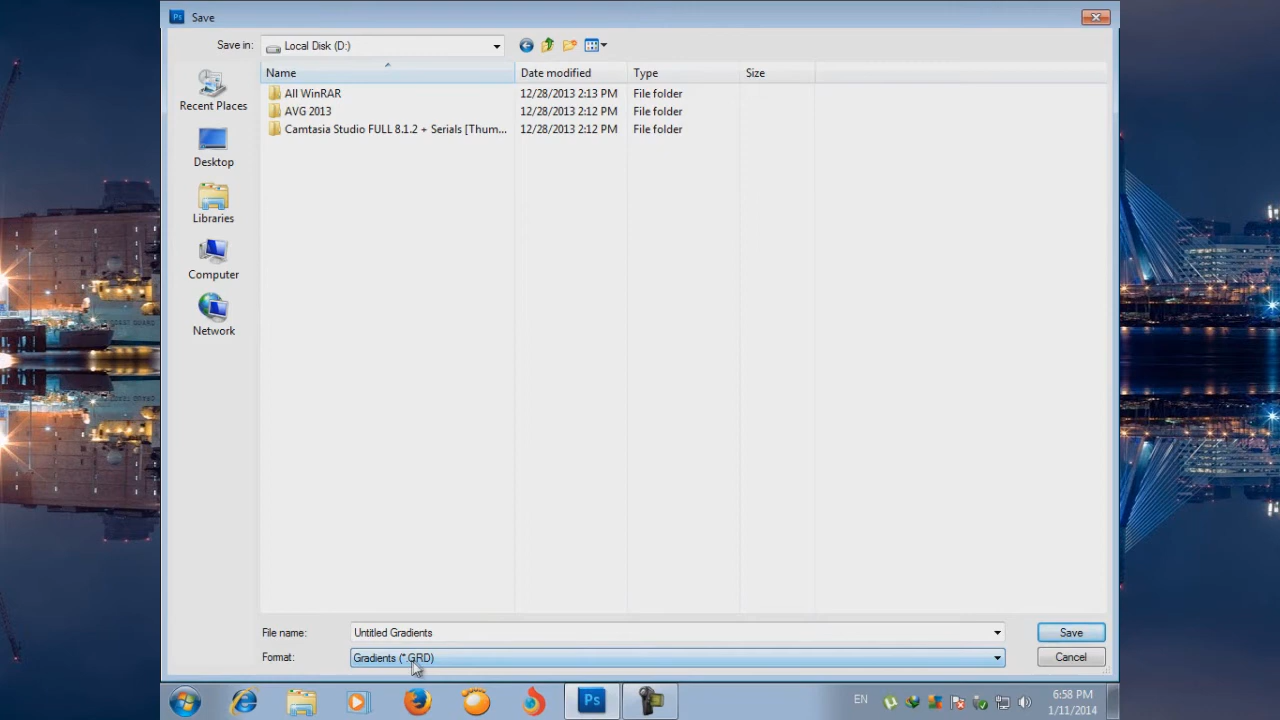 Ps Save
Save in: Local Disk (D:)
Name Date modified Type Size
All WinRAR 12/28/2013 2:13 PM File folder
AVG 2013 12/28/2013 2:12 PM File folder
Camtasia Studio FULL 8.1.2 + Serials [Thum... 12/28/2013 2:12 PM File folder
Recent Places
Desktop
Libraries
Computer
Network
File name: Untitled Gradients Save
Format: Gradients (*.GRD) Cancel
Ps EN 6:58 PM
1/11/2014